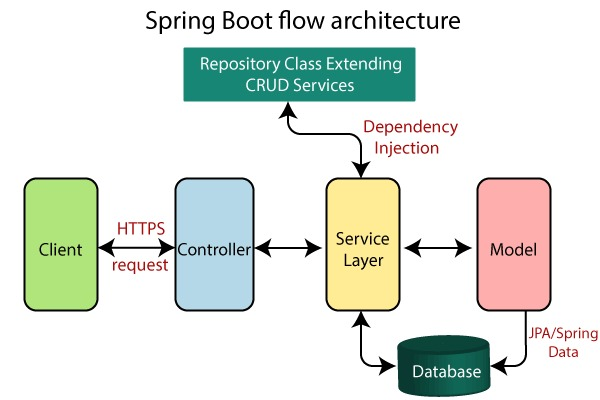 Spring Boot flow architecture
Repository Class Extending
CRUD Services
Dependency
Injection
Client
HTTPS
request
Controller
Service
Layer
Model
JPA/Spring
Data
Database